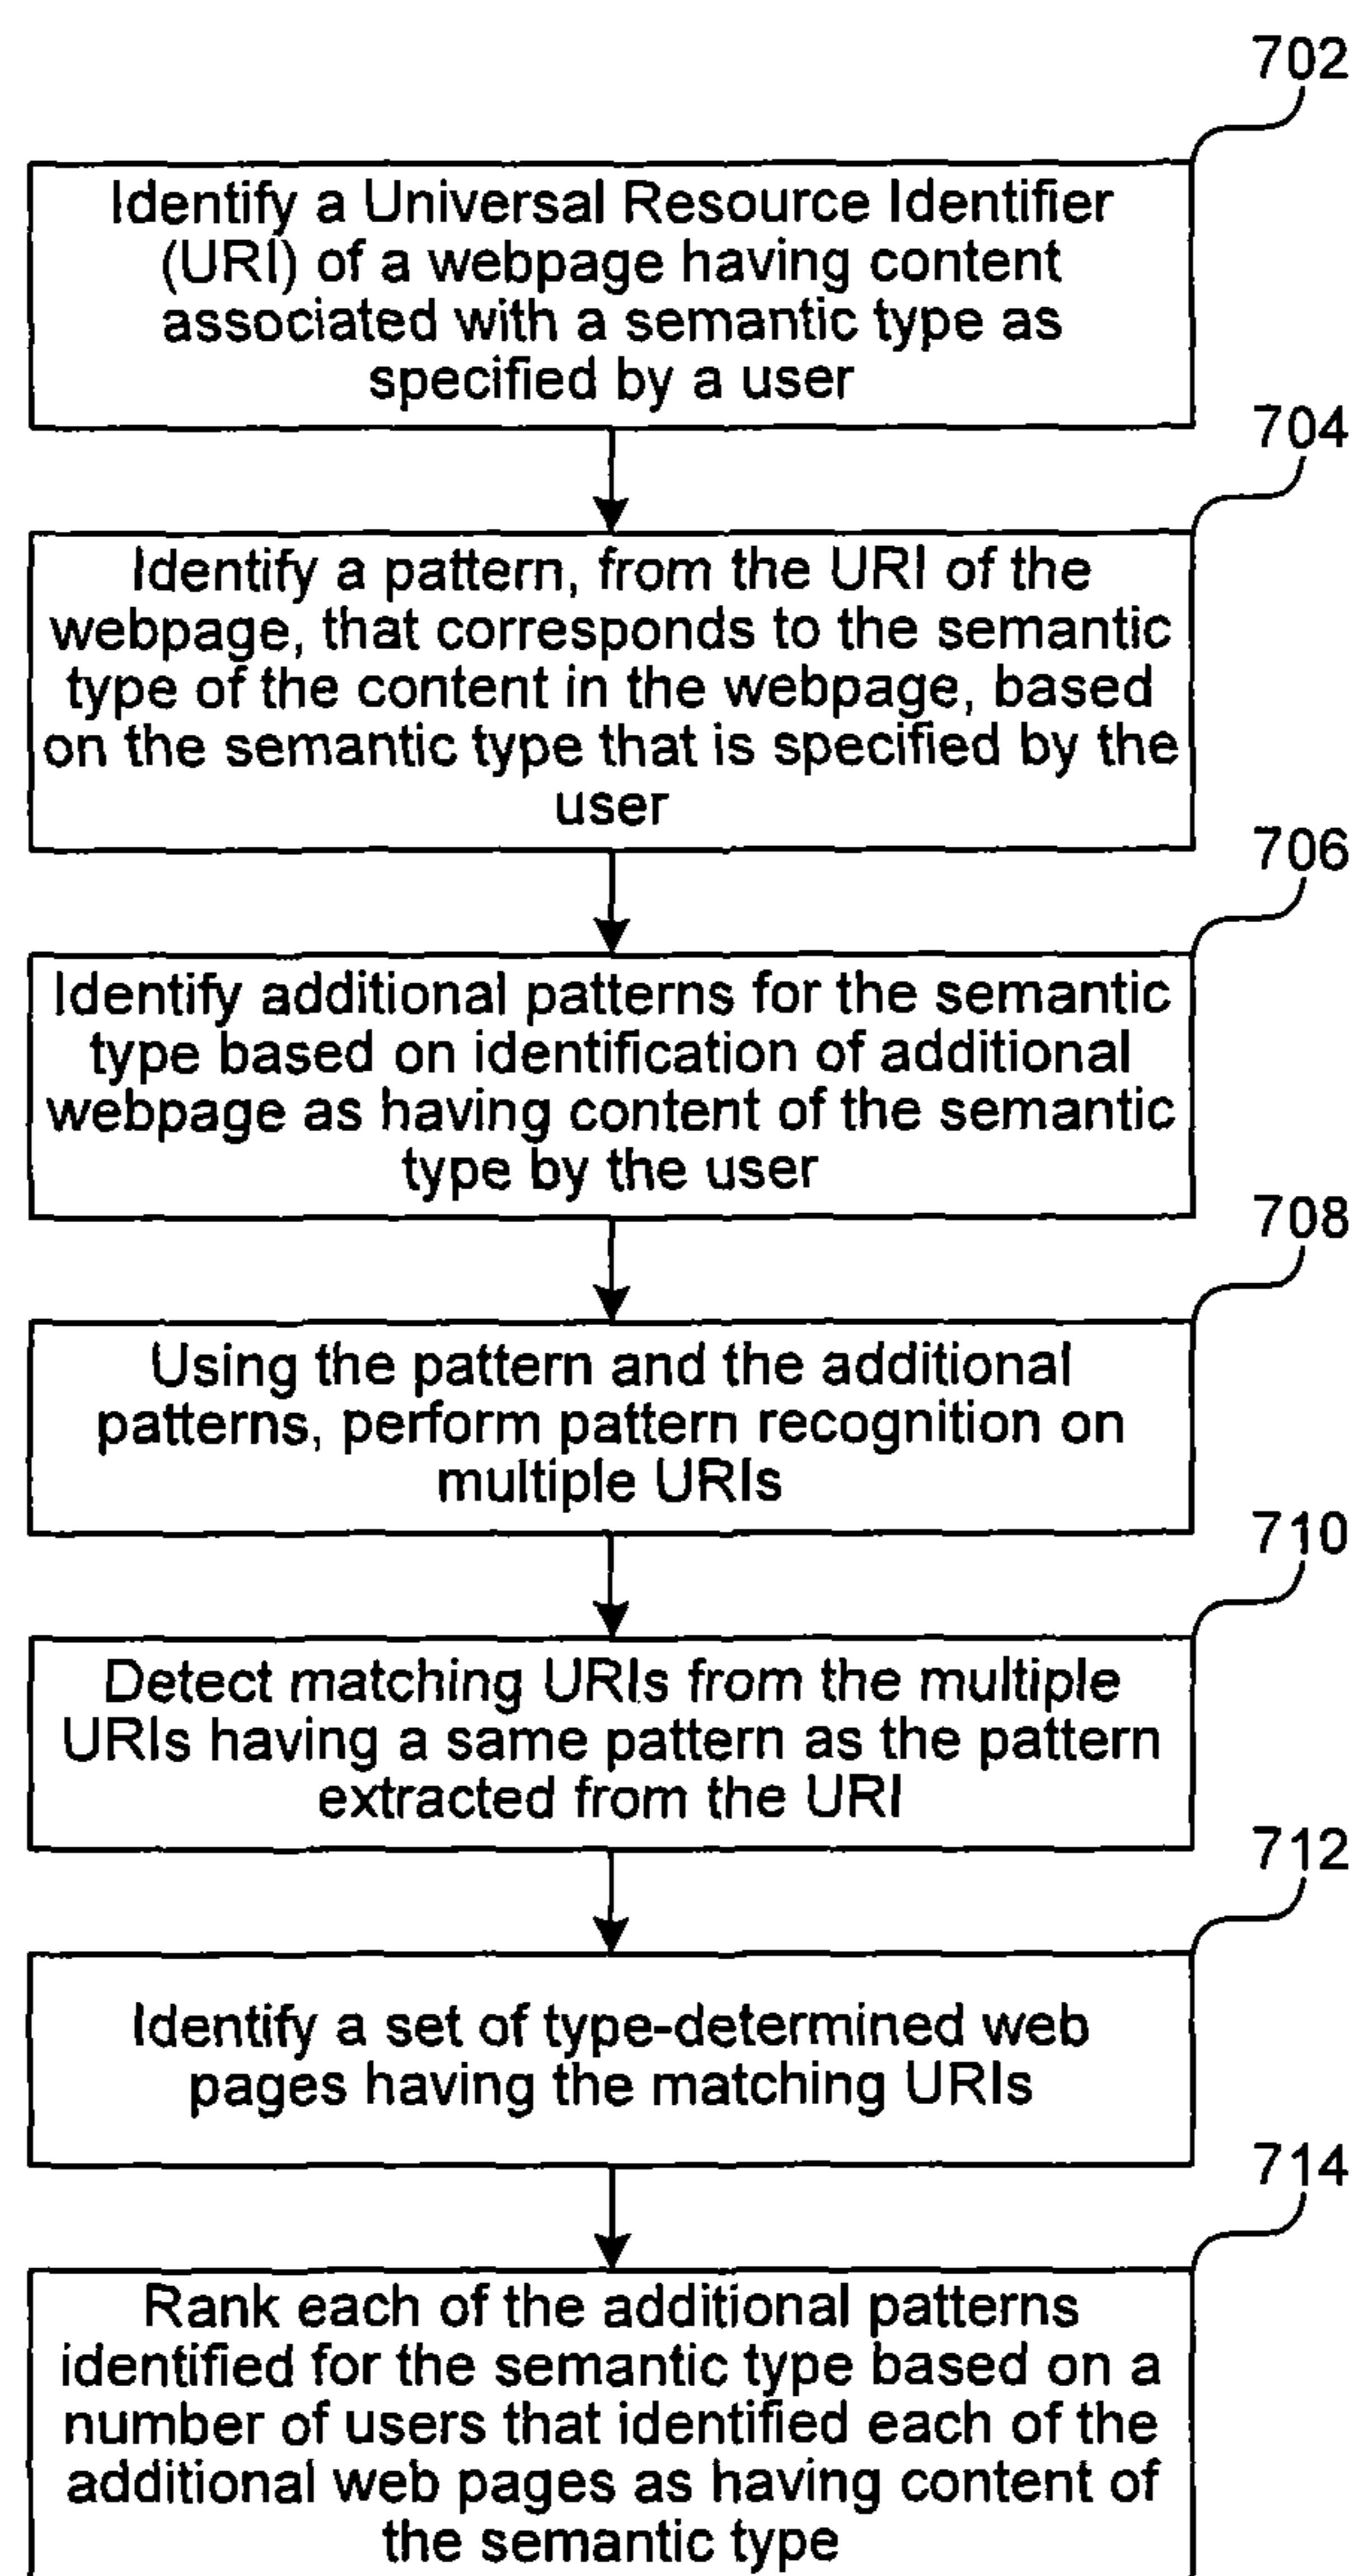 702
Identify a Universal Resource Identifier
(URI) of a webpage having content
associated with a semantic type as
specified by a user
704
Identify a pattern, from the URI of the
webpage, that corresponds to the semantic
type of the content in the webpage, based
on the semantic type that is specified by the
user
706
Identify additional patterns for the semantic
type based on identification of additional
webpage as having content of the semantic
type by the user
708
Using the pattern and the additional
patterns, perform pattern recognition on
multiple URIs
710
Detect matching URIs from the multiple
URIs having a same pattern as the pattern
extracted from the URI
712
Identify a set of type-determined web
pages having the matching URIs
714
Rank each of the additional patterns
identified for the semantic type based on a
number of users that identified each of the
additional web pages as having content of
the semantic type